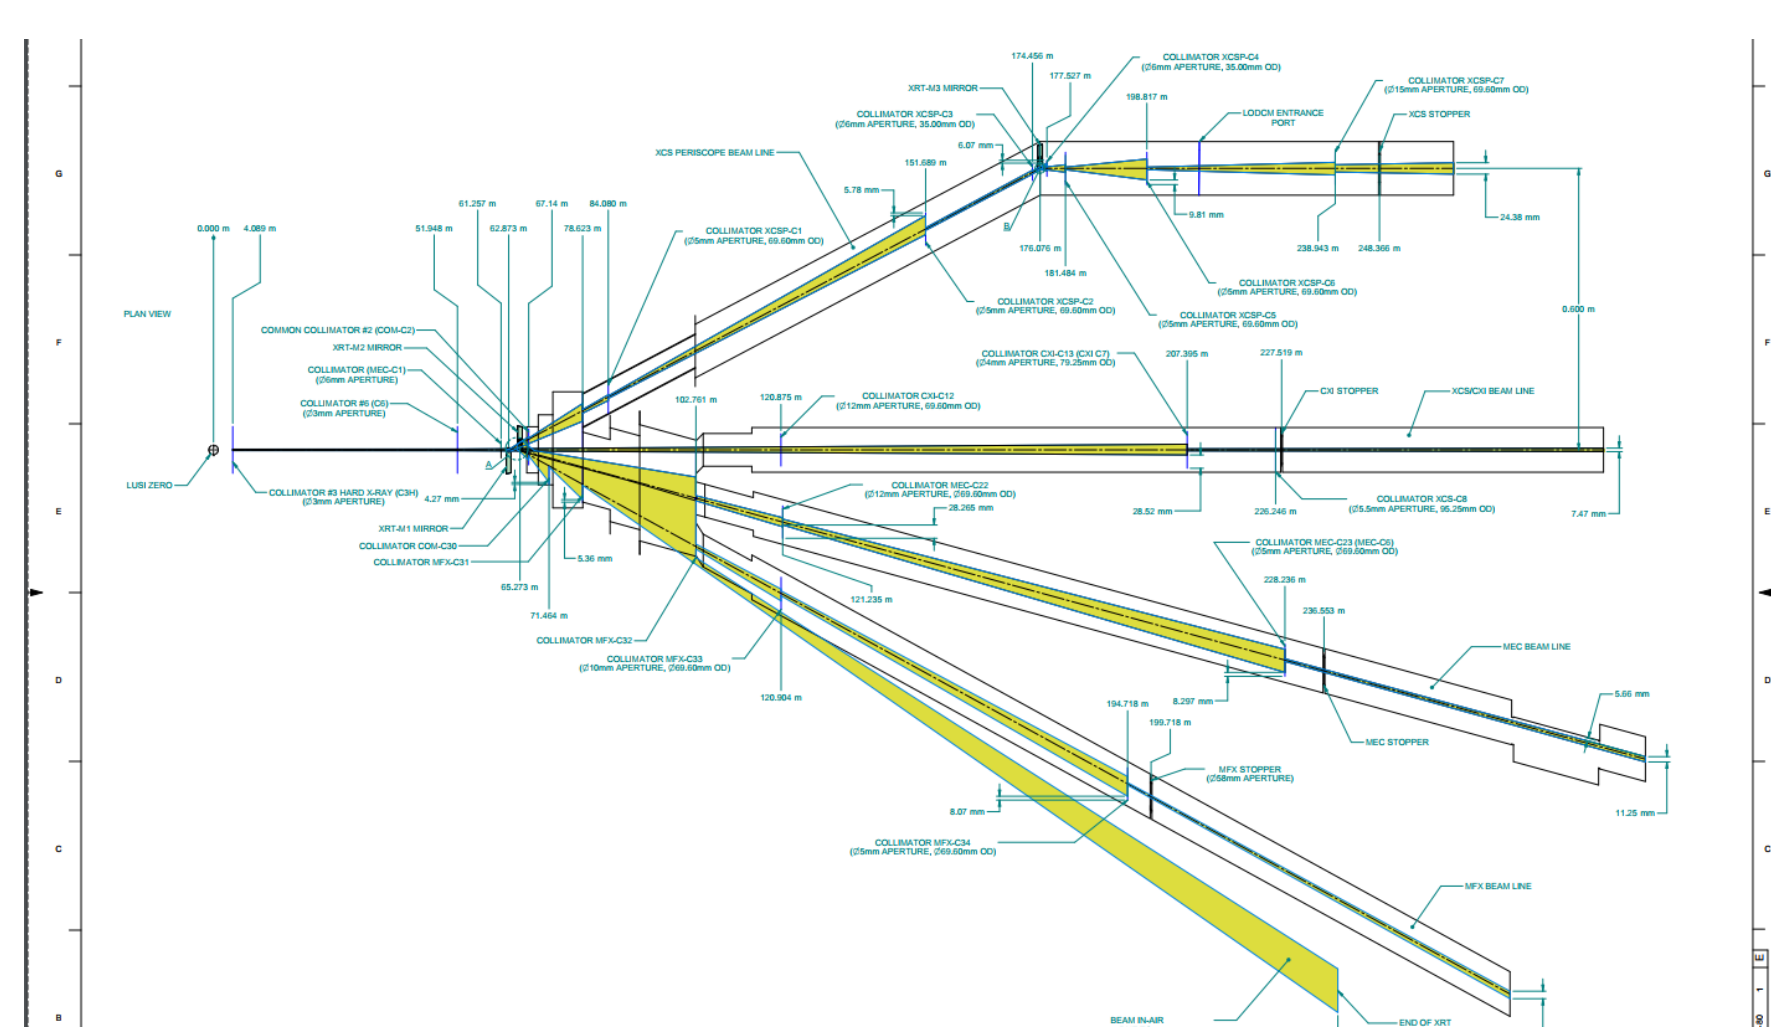 174.456 m
COLLIMATOR XCSP-C4
(Ø6mm APERTURE, 35.00mm OD)
177.527 m
COLLIMATOR XCSP-C7
(Ø15mm APERTURE, 69.60mm OD)
XRT-M3 MIRROR
198.817 m
COLLIMATOR XCSP-C3
(Ø6mm APERTURE, 35.00mm OD)
LODCM ENTRANCE
PORT
XCS STOPPER
6.07 mm
XCS PERISCOPE BEAM LINE
151.689 m
G
G
5.78 mm
61.257 m
67.14 m
84.080 m
9.81 mm
24.38 mm
0.000 m
4.089 m
51.948 m
62.873 m
78.623 m
COLLIMATOR XCSP-C1
(Ø5mm APERTURE, 69.60mm OD)
B
176.076 m
238.943 m
248.366 m
181.484 m
COLLIMATOR XCSP-C6
(Ø5mm APERTURE, 69.60mm OD)
COLLIMATOR XCSP-C2
(Ø5mm APERTURE, 69.60mm OD)
PLAN VIEW
COLLIMATOR XCSP-C5
(Ø5mm APERTURE, 69.60mm OD)
0.600 m
COMMON COLLIMATOR #2 (COM-C2)
F
F
XRT-M2 MIRROR
COLLIMATOR CXI-C13 (CXI C7)
(Ø4mm APERTURE, 79.25mm OD)
207.395 m
227.519 m
COLLIMATOR (MEC-C1)
(Ø6mm APERTURE)
COLLIMATOR #6 (C6)
(Ø3mm APERTURE)
102.761 m
120.875 m
COLLIMATOR CXI-C12
(Ø12mm APERTURE, 69.60mm OD)
CXI STOPPER
XCS/CXI BEAM LINE
A
LUSI ZERO
COLLIMATOR #3 HARD X-RAY (C3H)
(Ø3mm APERTURE)
4.27 mm
COLLIMATOR MEC-C22
(Ø12mm APERTURE, Ø69.60mm OD)
28.265 mm
28.52 mm
226.246 m
COLLIMATOR XCS-C8
(Ø5.5mm APERTURE, 95.25mm OD)
7.47 mm
E
E
XRT-M1 MIRROR
COLLIMATOR COM-C30
COLLIMATOR MFX-C31
5.36 mm
COLLIMATOR MEC-C23 (MEC-C6)
(Ø5mm APERTURE, Ø69.60mm OD)
65.273 m
228.236 m
121.235 m
71.464 m
236.553 m
COLLIMATOR MFX-C32
COLLIMATOR MFX-C33
(Ø10mm APERTURE, Ø69.60mm OD)
MEC BEAM LINE
D
D
120.904 m
8.297 mm
5.66 mm
194.718 m
199.718 m
MEC STOPPER
MFX STOPPER
(Ø58mm APERTURE)
8.07 mm
11.25 mm
COLLIMATOR MFX-C34
(Ø5mm APERTURE, Ø69.60mm OD)
C
C
MFX BEAM LINE
E
1
B
BEAM IN-AIR
END OF XRT